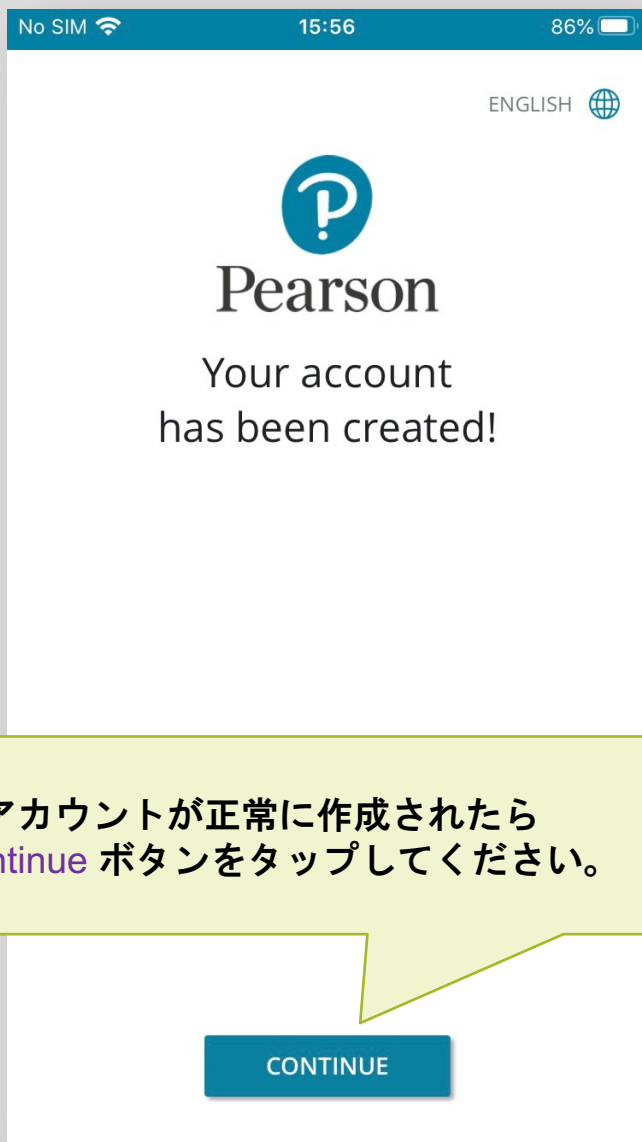 No SIM 15:56 86%
ENGLISH
Pearson
Your account
has been created!
アカウントが正常に作成されたら
ntinue ボタンをタップしてください。
CONTINUE